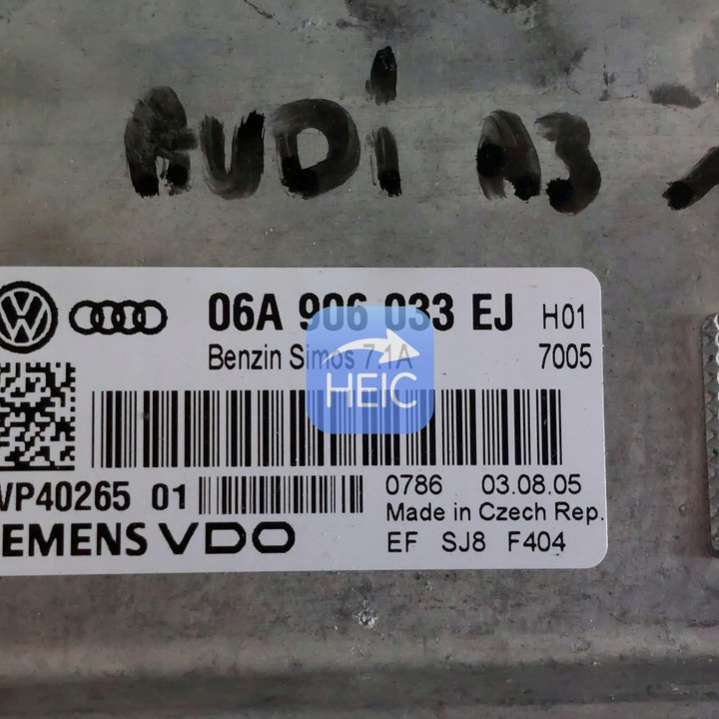 AUDi A3
06A 906 033 EJ H01
Benzin Simos 7.1A 7005
HEIC
VP40265 01
0786 03.08.05
Made in Czech Rep.
EMENS VDO
EF SJ8 F404